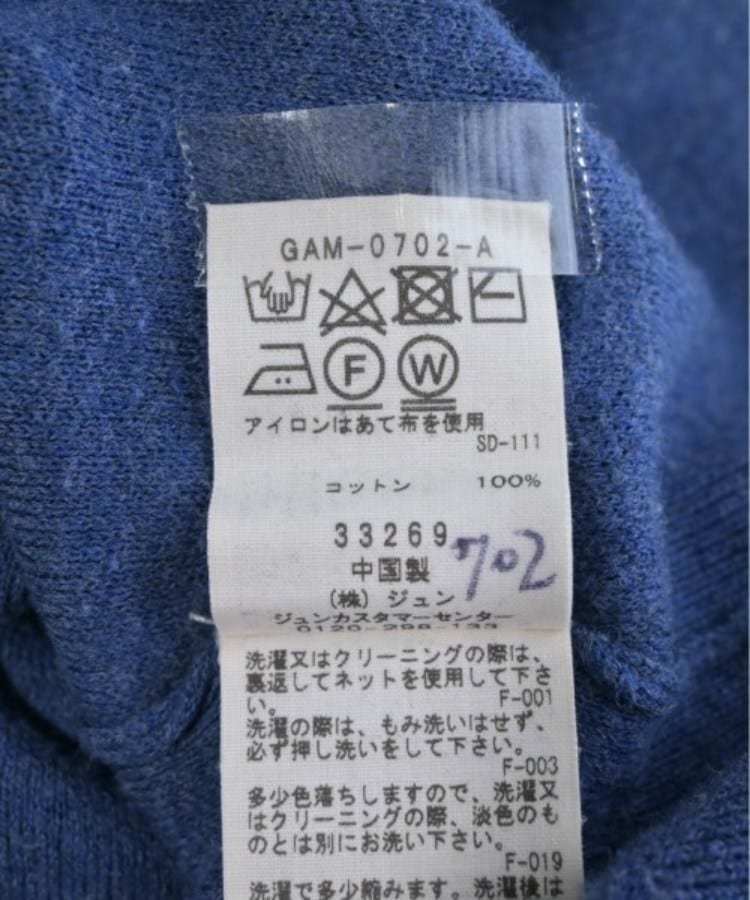 GAM-0702-A
F W
アイロンはあて布を使用
SD-111
コットン 100%
33269
702
中国製
(株)ジュン
ジュンカスタマーセンター
0120-298-133
洗濯又はクリーニングの際は、
裏返してネットを使用して下さ
い。 F-001
洗濯の際は、もみ洗いはせず、
必ず押し洗いをして下さい。
F-003
多少色落ちしますので、洗濯又
はクリーニングの際、淡色のも
のとは別にお洗い下さい。
F-019
洗濯で多少縮みます。洗濯後は